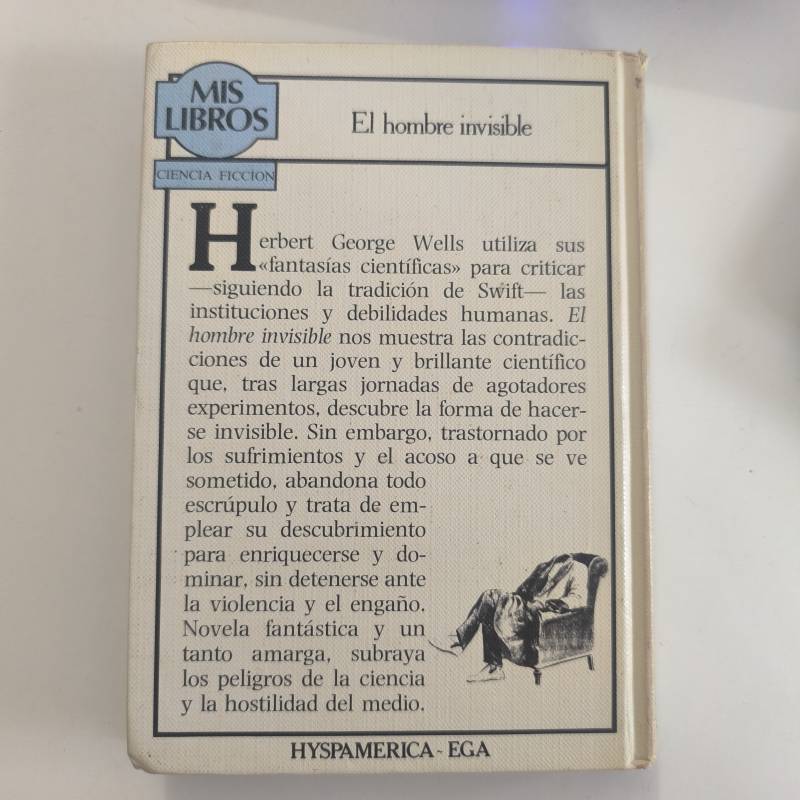 MIS
LIBROS
El hombre invisible
CIENCIA FICCION
Herbert George Wells utiliza sus
«fantasías científicas» para criticar
—siguiendo la tradición de Swift— las
instituciones y debilidades humanas. El
hombre invisible nos muestra las contradic-
ciones de un joven y brillante científico
que, tras largas jornadas de agotadores
experimentos, descubre la forma de hacer-
se invisible. Sin embargo, trastornado por
los sufrimientos y el acoso a que se ve
sometido, abandona todo
escrúpulo y trata de em-
plear su descubrimiento
para enriquecerse y do-
minar, sin detenerse ante
la violencia y el engaño.
Novela fantástica y un
tanto amarga, subraya
los peligros de la ciencia
y la hostilidad del medio.
HYSPAMERICA~EGA